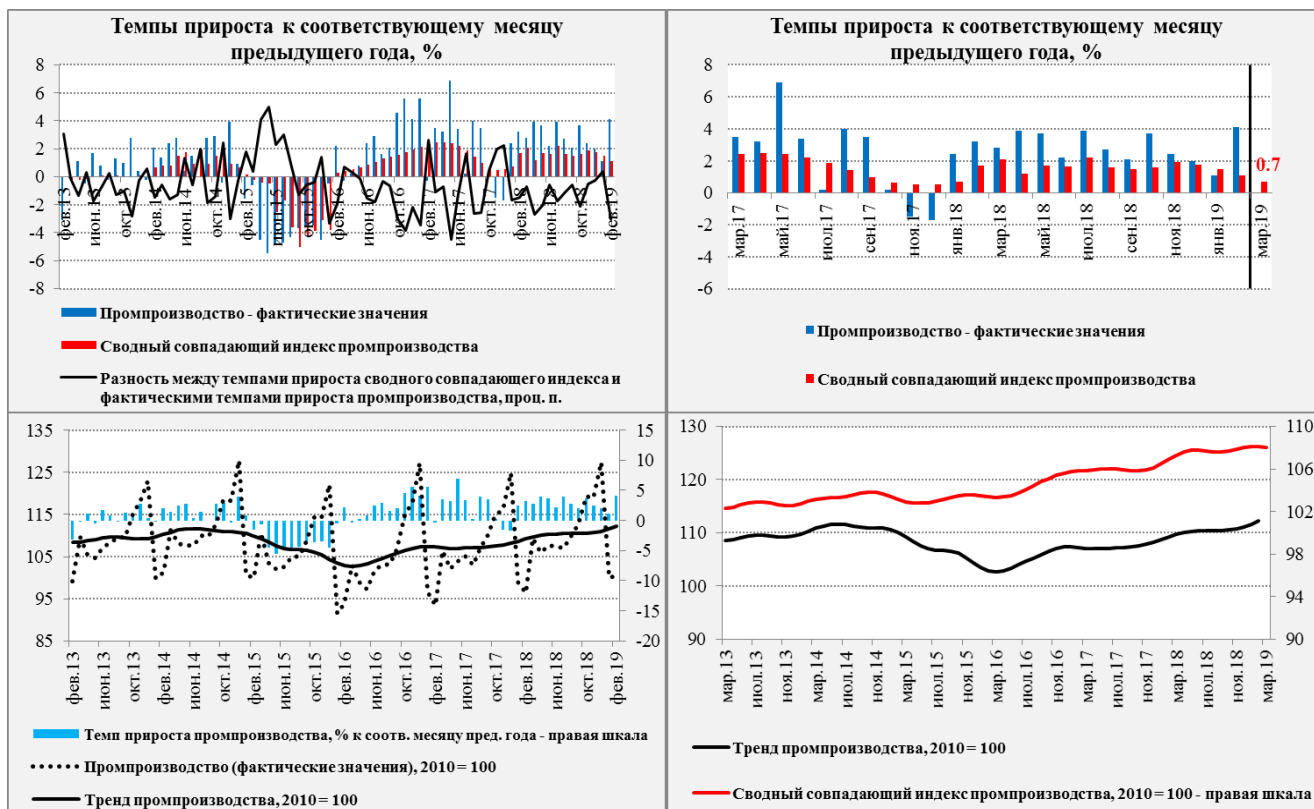 Темпы прироста к соответствующему месяцу
предыдущего года, %
8
6
4
2
0
-2
-4
-6
-8
фев.13
июн.13
окт.13
фев.14
июн.14
окт.14
фев.15
июн.15
окт.15
фев.16
июн.16
окт.16
фев.17
июн.17
окт.17
фев.18
июн.18
окт.18
фев.19
Промпроизводство - фактические значения
Сводный совпадающий индекс промпроизводства
Разность между темпами прироста сводного совпадающего индекса и
фактическими темпами прироста промпроизводства, проц. п.
Темпы прироста к соответствующему месяцу
предыдущего года, %
8
6
4
2
0
-2
-4
-6
0.7
мар.17
май.17
июл.17
сен.17
ноя.17
янв.18
мар.18
май.18
июл.18
сен.18
ноя.18
янв.19
мар.19
Промпроизводство - фактические значения
Сводный совпадающий индекс промпроизводства
135
125
115
105
95
85
15
10
5
0
-5
-10
-15
-20
фев.13
июн.13
окт.13
фев.14
июн.14
окт.14
фев.15
июн.15
окт.15
фев.16
июн.16
окт.16
фев.17
июн.17
окт.17
фев.18
июн.18
окт.18
фев.19
Темп прироста промпроизводства, % к соотв. месяцу пред. года - правая шкала
Промпроизводство (фактические значения), 2010 = 100
Тренд промпроизводства, 2010 = 100
130
120
110
100
90
110
106
102
98
94
90
мар.13
июл.13
ноя.13
мар.14
июл.14
ноя.14
мар.15
июл.15
ноя.15
мар.16
июл.16
ноя.16
мар.17
июл.17
ноя.17
мар.18
июл.18
ноя.18
мар.19
Тренд промпроизводства, 2010 = 100
Сводный совпадающий индекс промпроизводства, 2010 = 100 - правая шкала